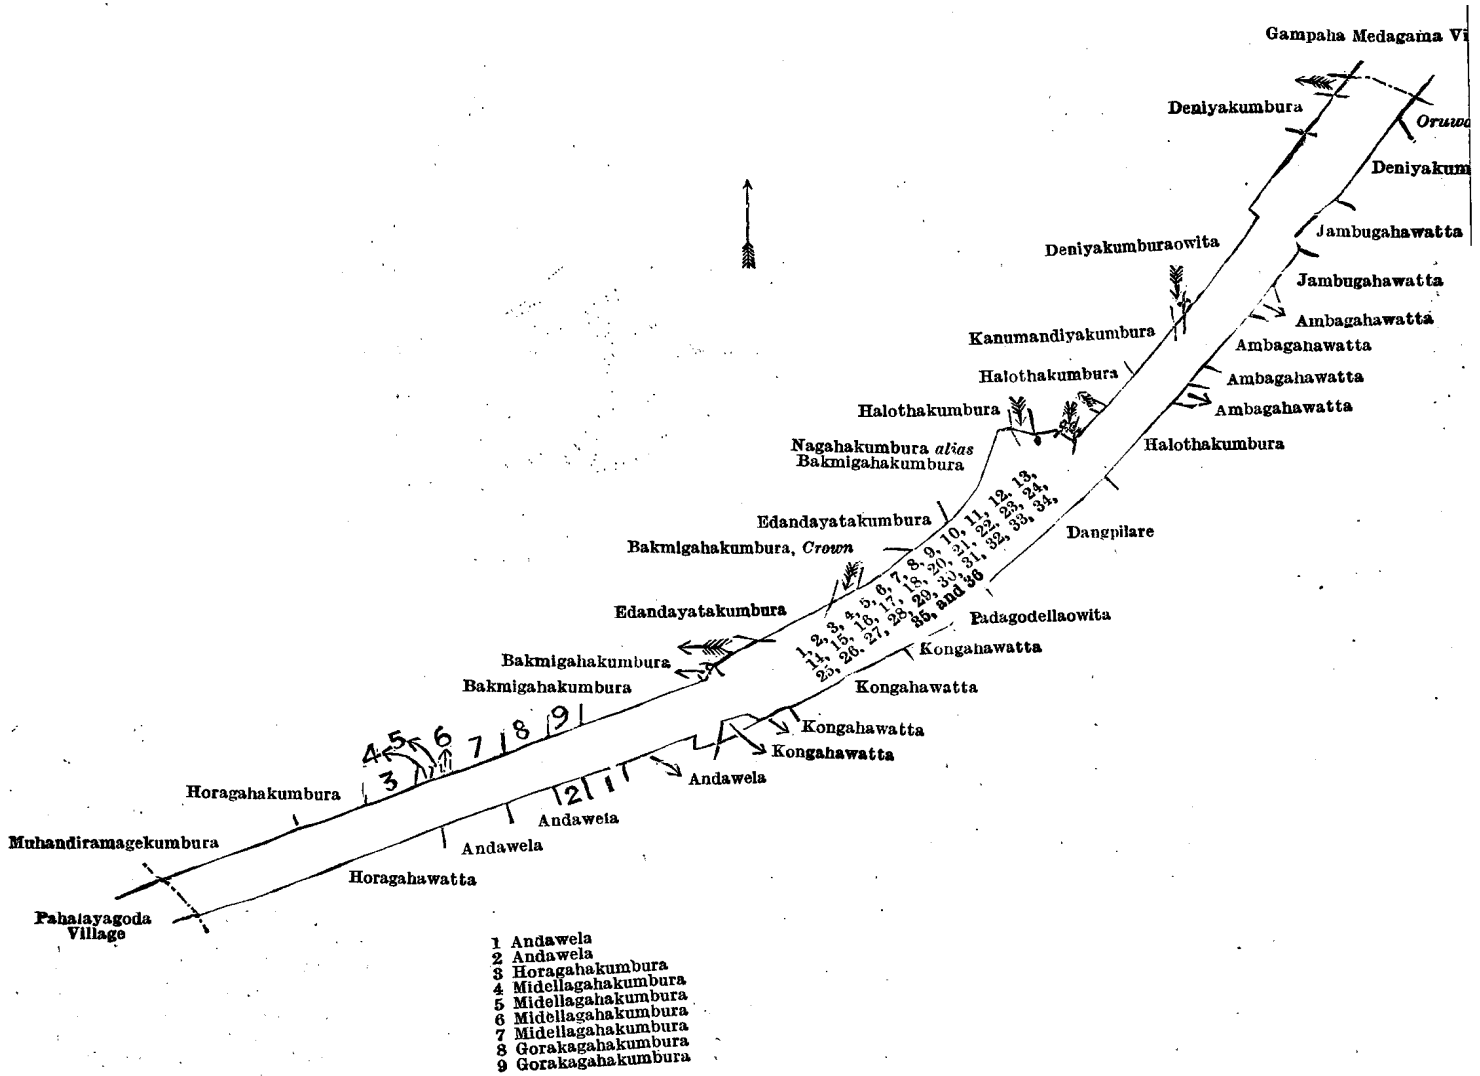 Gampaha Medagama Vi
Deniyakumbura
Oruwa
Deniyakum
Jambugahawatta
Deniyakumburaowita
Jambugahawatta
Ambagahawatta
Kanumandiyakumbura
Ambagahawatta
Halothakumbura
Ambagahawatta
Halothakumbura
Ambagahawatta
Nagahakumbura alias
Bakmigahakumbura
Halothakumbura
Edandayatakumbura
Dangpilare
Bakmigahakumbura, Crown
1, 2, 3, 4, 5, 6, 7, 8, 9, 10, 11, 12, 13,
14, 15, 16, 17, 18, 20, 21, 22, 23, 24,
25, 26, 27, 28, 29, 30, 31, 32, 33, 34,
35, and 36
Edandayatakumbura
Padagodellaowita
Kongahawatta
Bakmigahakumbura
Bakmigahakumbura
Kongahawatta
Kongahawatta
Kongahawatta
4 5 6 7 8 9
3
Andawela
2 1
Horagahakumbura
Andawela
Muhandiramagekumbura
Andawela
Horagahawatta
Pahalayagoda
Village
1 Andawela
2 Andawela
3 Horagahakumbura
4 Midellagahakumbura
5 Midellagahakumbura
6 Midellagahakumbura
7 Midellagahakumbura
8 Gorakagahakumbura
9 Gorakagahakumbura